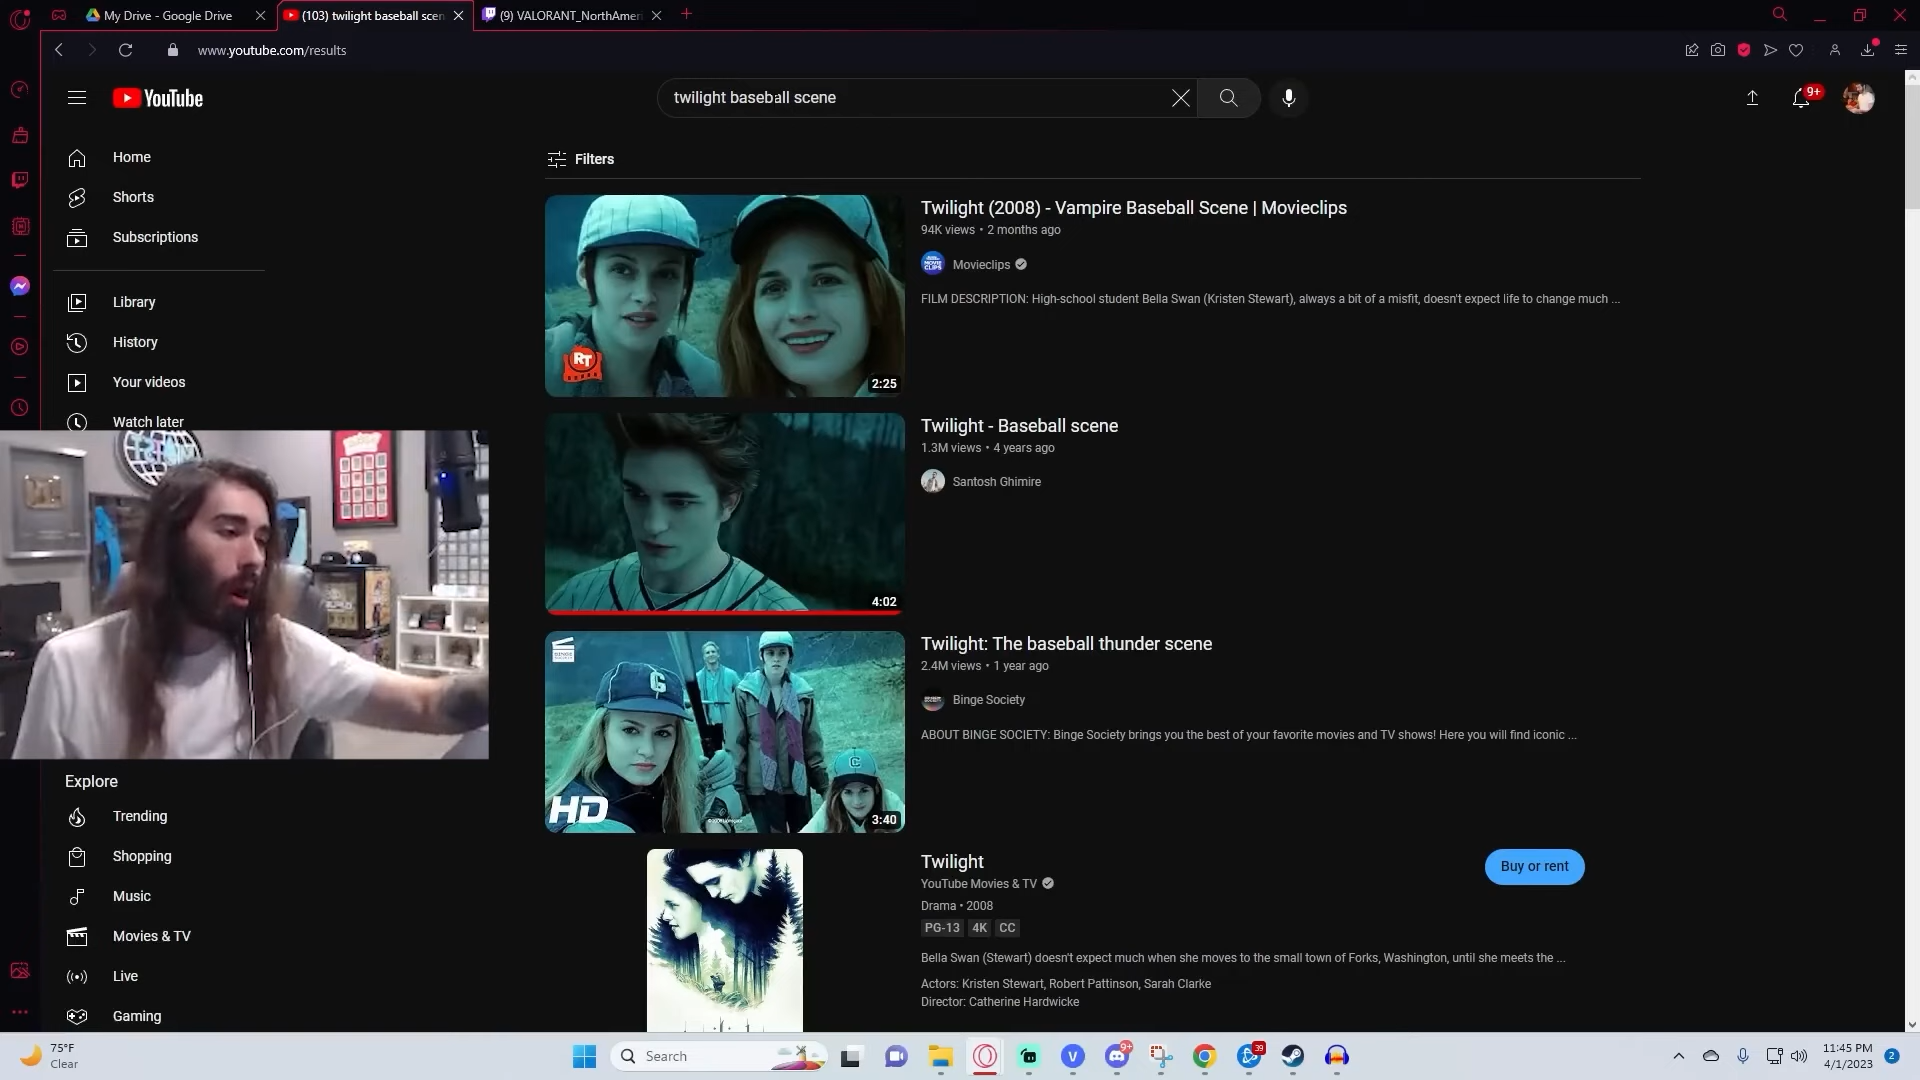 My Drive - Google Drive
(103) twilight baseball scen
(9) VALORANT_NorthAmeri
www.youtube.com/results
YouTube
twilight baseball scene
9+
Home
Shorts
Subscriptions
Library
History
Your videos
Watch later
Explore
Trending
Shopping
Music
Movies & TV
Live
Gaming
Filters
RT
2:25
Twilight (2008) - Vampire Baseball Scene | Movieclips
94K views • 2 months ago
Movieclips
FILM DESCRIPTION: High-school student Bella Swan (Kristen Stewart), always a bit of a misfit, doesn't expect life to change much ...
4:02
Twilight - Baseball scene
1.3M views • 4 years ago
Santosh Ghimire
G
C
HD
3:40
Twilight: The baseball thunder scene
2.4M views • 1 year ago
Binge Society
ABOUT BINGE SOCIETY: Binge Society brings you the best of your favorite movies and TV shows! Here you will find iconic ...
Twilight
YouTube Movies & TV
Drama • 2008
PG-13 4K CC
Bella Swan (Stewart) doesn't expect much when she moves to the small town of Forks, Washington, until she meets the ...
Actors: Kristen Stewart, Robert Pattinson, Sarah Clarke
Director: Catherine Hardwicke
Buy or rent
75°F
Clear
Search
9+
39
11:45 PM
4/1/2023
2